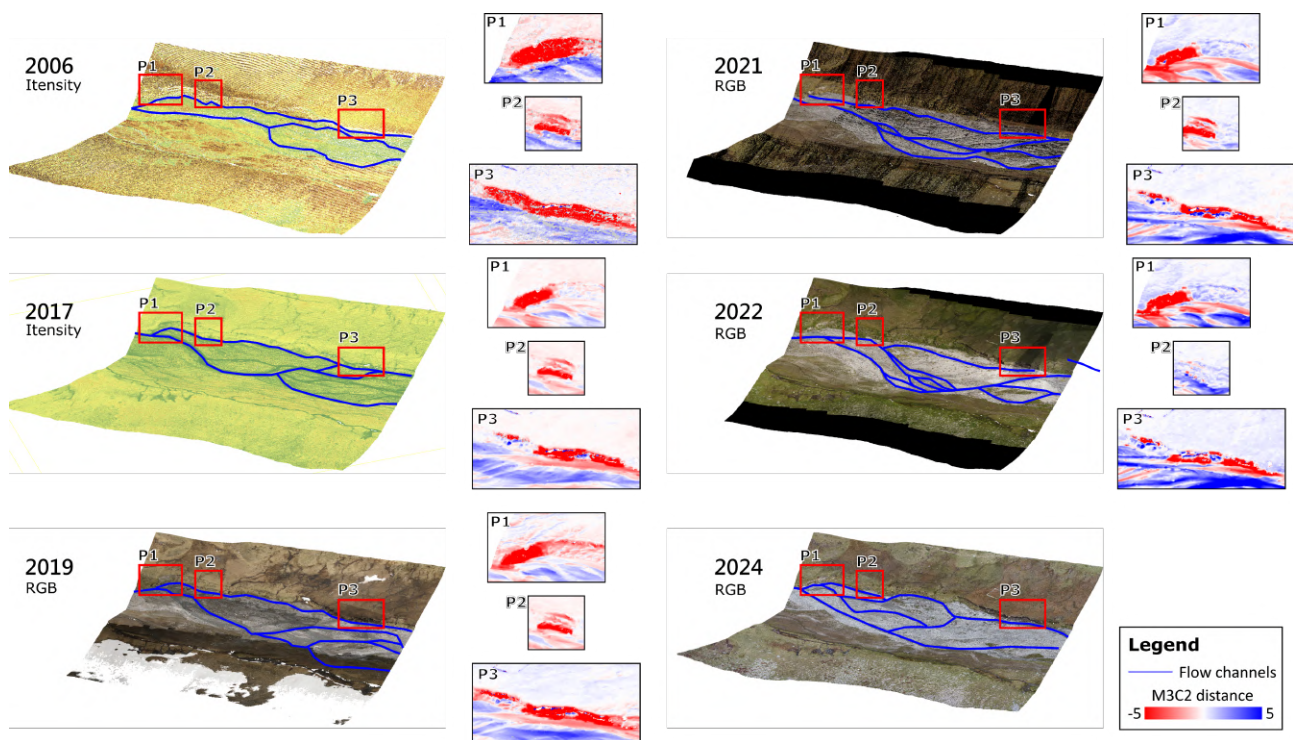 2006
Itensity
P1
P2
P3
P1
P2
P3
2021
RGB
P1
P2
P3
P1
P2
P3
2017
Itensity
P1
P2
P3
P1
P2
P3
2022
RGB
P1
P2
P3
P1
P2
P3
2019
RGB
P1
P2
P3
P1
P2
P3
2024
RGB
P1
P2
P3
Legend
Flow channels
M3C2 distance
-5 5